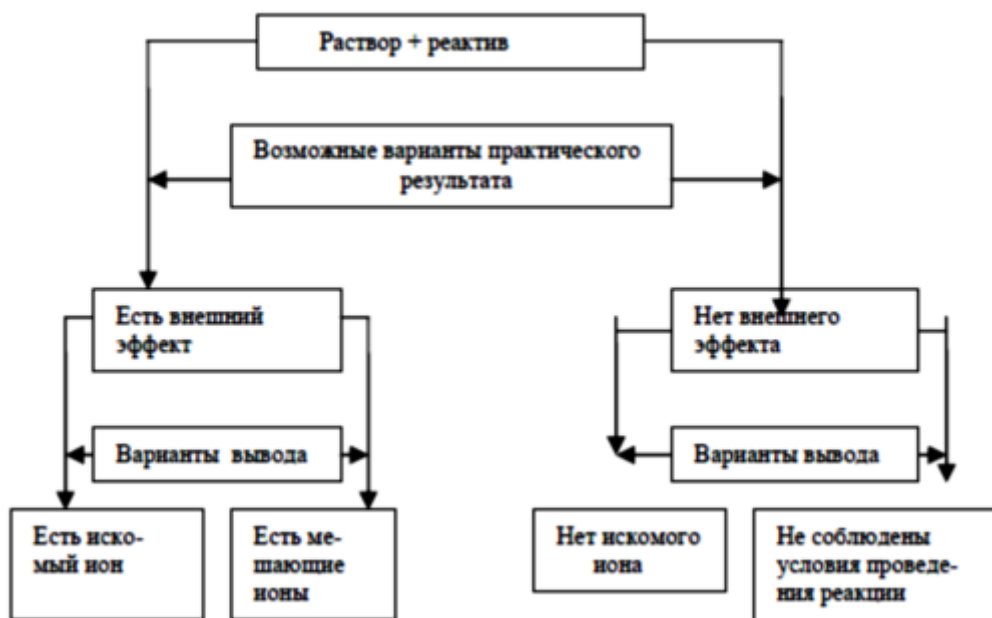 Раствор + реактив
Возможные варианты практического
результата
Есть внешний
эффект
Нет внешнего
эффекта
Варианты вывода
Варианты вывода
Есть иско-
мый ион
Есть ме-
шающие
ионы
Нет искомого
иона
Не соблюдены
условия проведе-
ния реакции